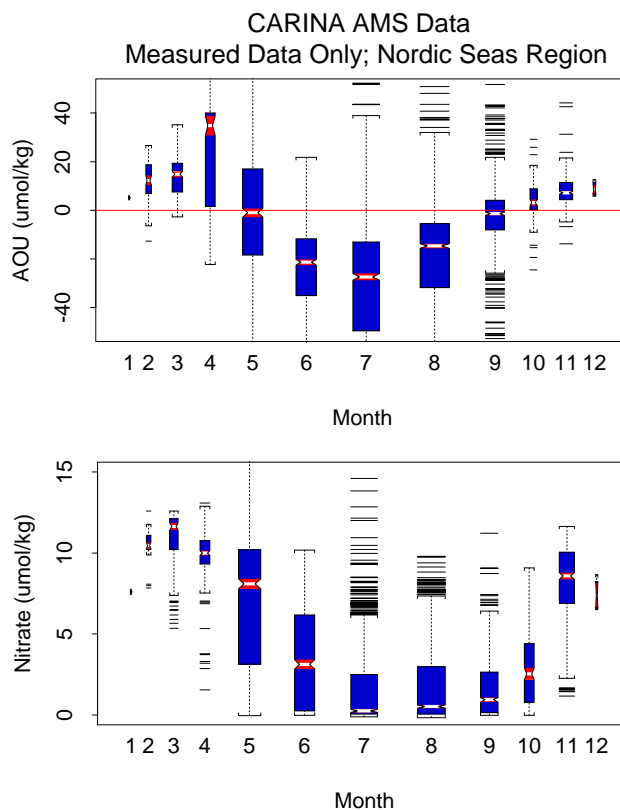 CARINA AMS Data
Measured Data Only; Nordic Seas Region
40
20
0
-40
AOU (umol/kg)
1 2 3 4 5 6 7 8 9 10 11 12
Month
15
10
5
0
Nitrate (umol/kg)
1 2 3 4 5 6 7 8 9 10 11 12
Month